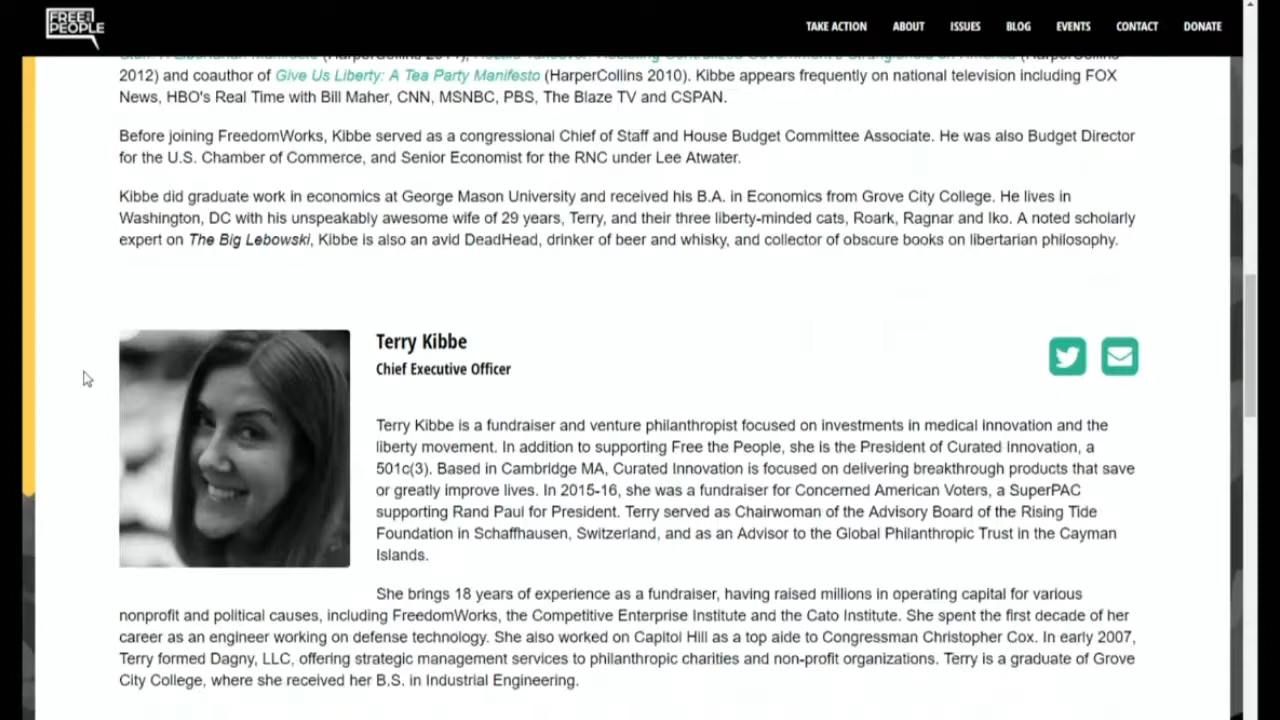 FREE THE PEOPLE
TAKE ACTION ABOUT ISSUES BLOG EVENTS CONTACT DONATE
2012) and coauthor of Give Us Liberty: A Tea Party Manifesto (HarperCollins 2010). Kibbe appears frequently on national television including FOX
News, HBO's Real Time with Bill Maher, CNN, MSNBC, PBS, The Blaze TV and CSPAN.
Before joining FreedomWorks, Kibbe served as a congressional Chief of Staff and House Budget Committee Associate. He was also Budget Director
for the U.S. Chamber of Commerce, and Senior Economist for the RNC under Lee Atwater.
Kibbe did graduate work in economics at George Mason University and received his B.A. in Economics from Grove City College. He lives in
Washington, DC with his unspeakably awesome wife of 29 years, Terry, and their three liberty-minded cats, Roark, Ragnar and Iko. A noted scholarly
expert on The Big Lebowski, Kibbe is also an avid DeadHead, drinker of beer and whisky, and collector of obscure books on libertarian philosophy.
Terry Kibbe
Chief Executive Officer
Terry Kibbe is a fundraiser and venture philanthropist focused on investments in medical innovation and the
liberty movement. In addition to supporting Free the People, she is the President of Curated Innovation, a
501c(3). Based in Cambridge MA, Curated Innovation is focused on delivering breakthrough products that save
or greatly improve lives. In 2015-16, she was a fundraiser for Concerned American Voters, a SuperPAC
supporting Rand Paul for President. Terry served as Chairwoman of the Advisory Board of the Rising Tide
Foundation in Schaffhausen, Switzerland, and as an Advisor to the Global Philanthropic Trust in the Cayman
Islands.
She brings 18 years of experience as a fundraiser, having raised millions in operating capital for various
nonprofit and political causes, including FreedomWorks, the Competitive Enterprise Institute and the Cato Institute. She spent the first decade of her
career as an engineer working on defense technology. She also worked on Capitol Hill as a top aide to Congressman Christopher Cox. In early 2007,
Terry formed Dagny, LLC, offering strategic management services to philanthropic charities and non-profit organizations. Terry is a graduate of Grove
City College, where she received her B.S. in Industrial Engineering.